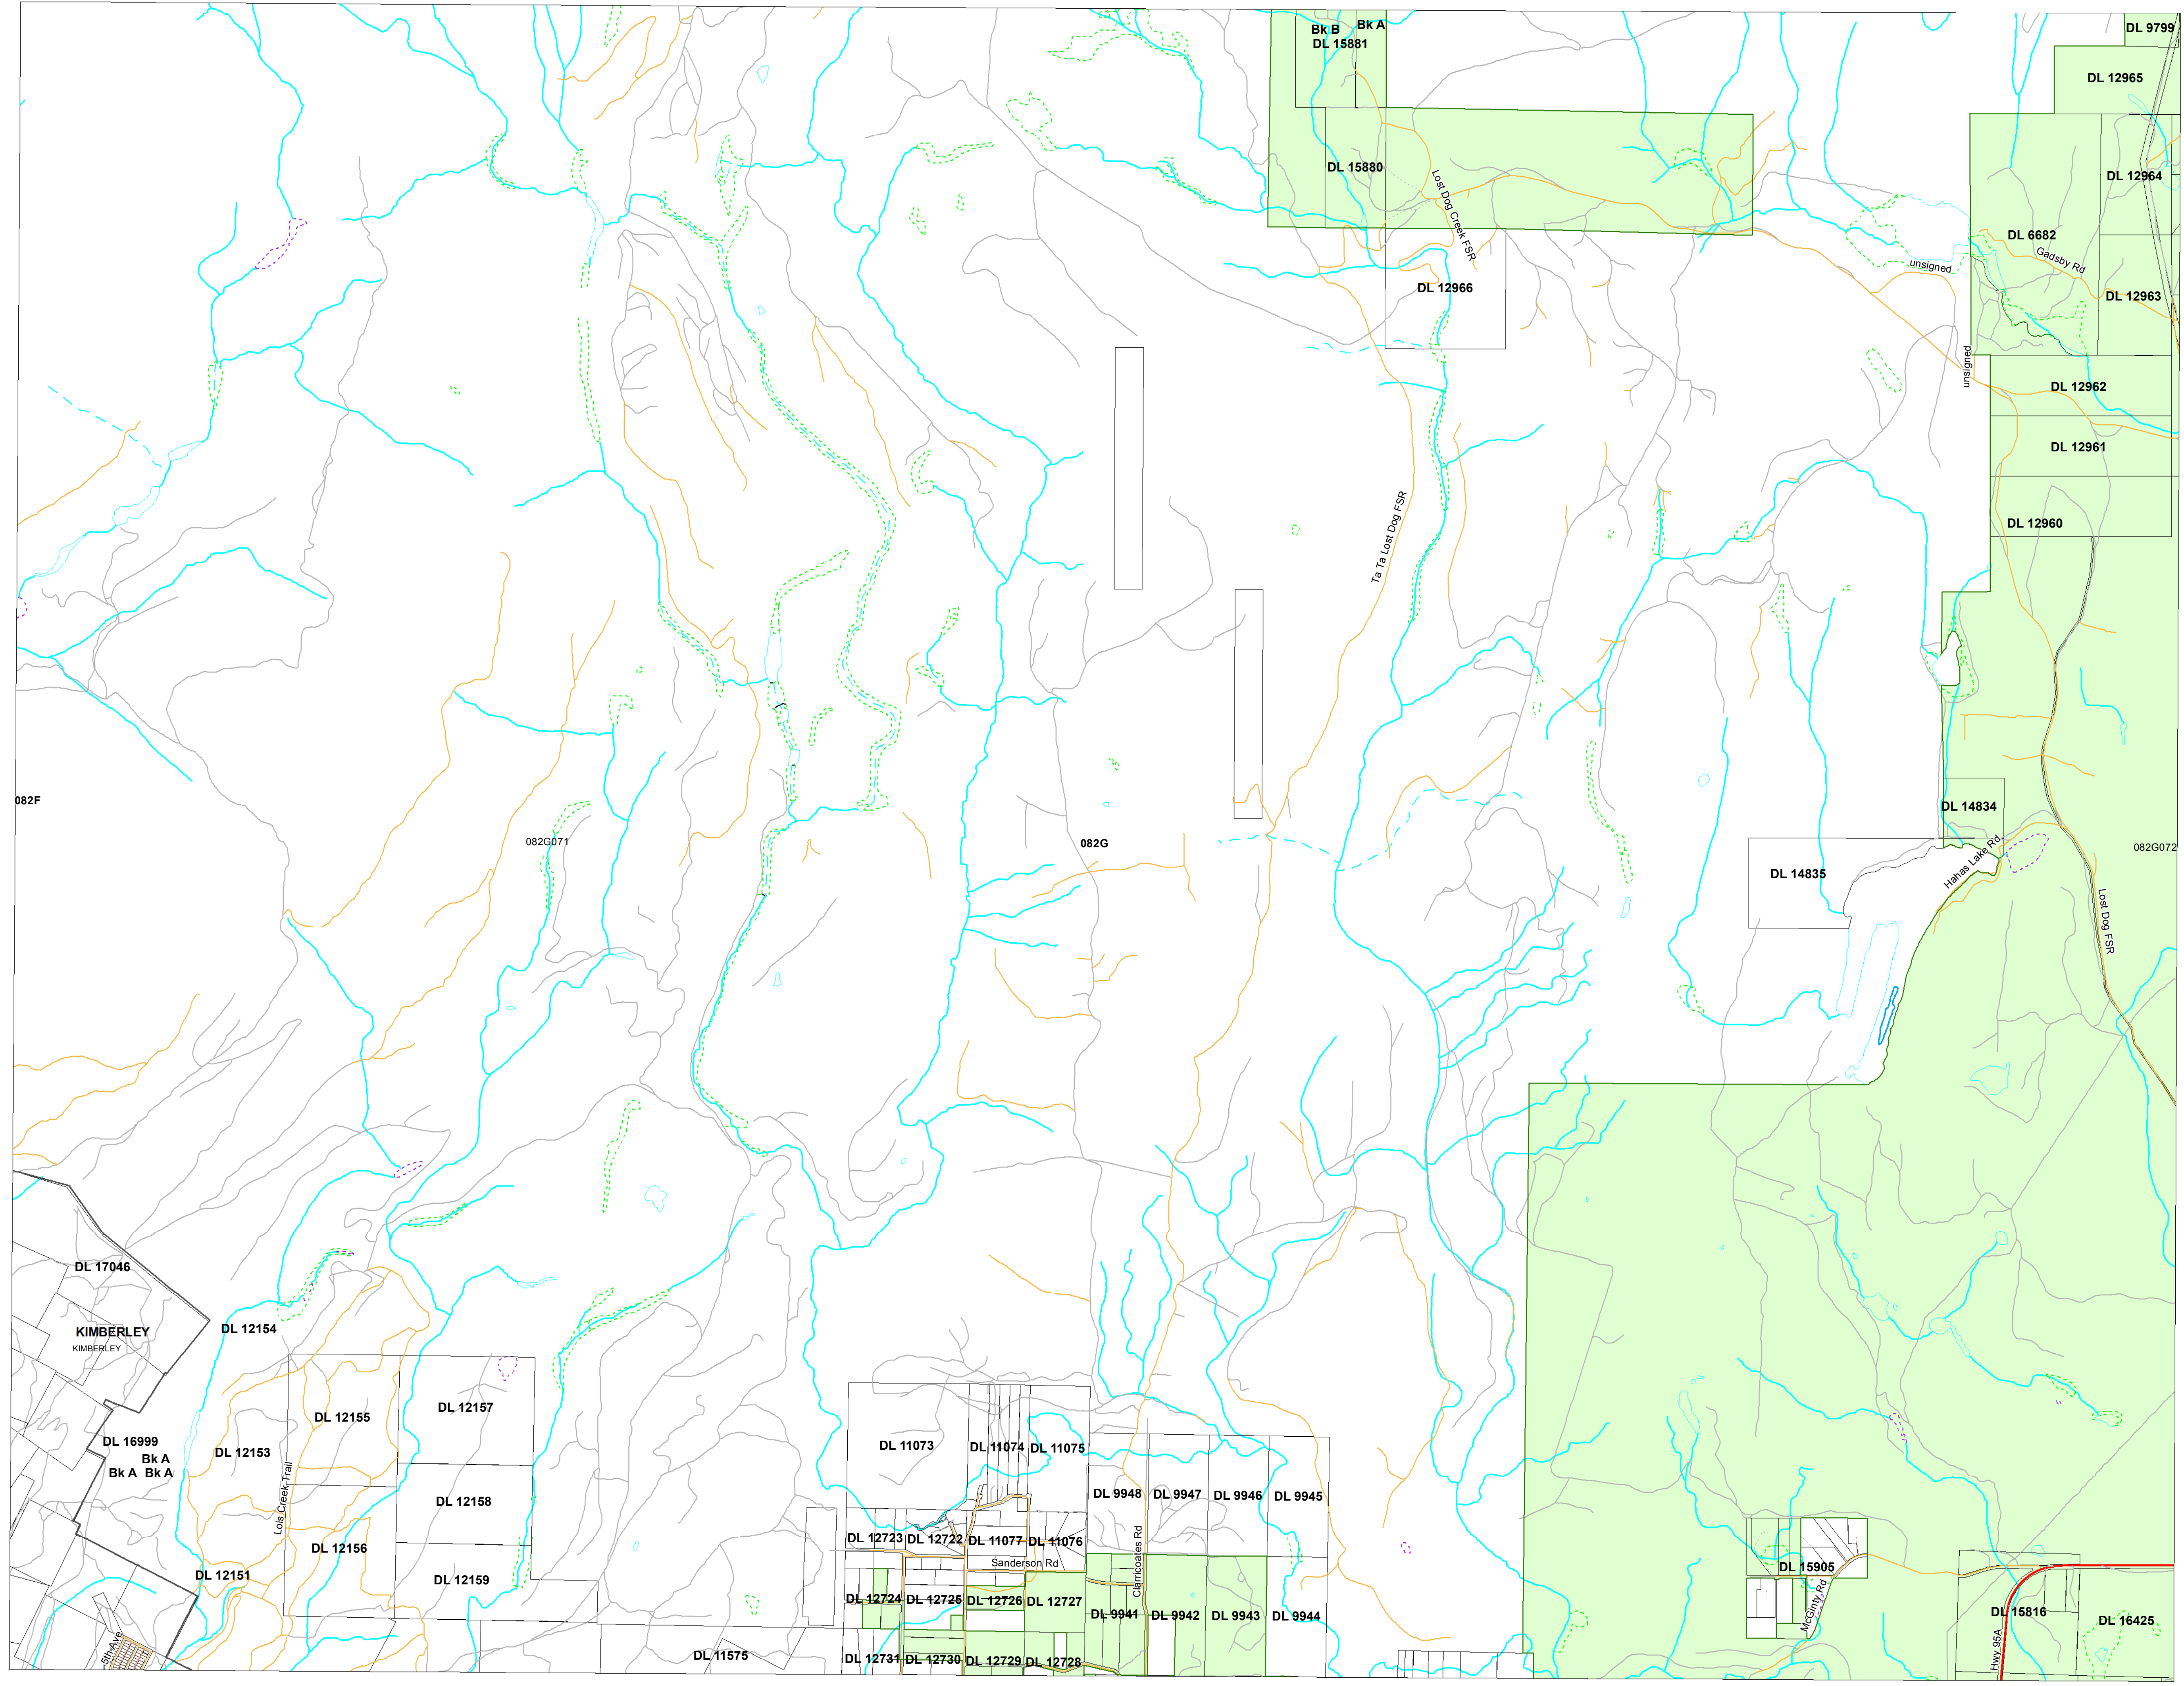 Bk B
Bk A
DL 15881
DL 9799
DL 12965
DL 15880
Lost Dog Creek FSR
DL 12964
DL 6682
Gadsby Rd
unsigned
DL 12966
DL 12963
unsigned
DL 12962
DL 12961
Ta Ta Lost Dog FSR
DL 12960
082F
DL 14834
082G071
082G
082G072
Hahas Lake Rd
DL 14835
Lost Dog FSR
DL 17046
KIMBERLEY
KIMBERLEY
DL 12154
DL 12155
DL 12157
DL 16999
Bk A
Bk A
Bk A
DL 12153
Lois Creek Trail
DL 12158
DL 12156
DL 12151
DL 12159
5th Ave
DL 11575
DL 11073
DL 11074
DL 11075
DL 9948
DL 9947
DL 9946
DL 9945
DL 12723
DL 12722
DL 11077
DL 11076
Sanderson Rd
Clarricoates Rd
DL 12724
DL 12725
DL 12726
DL 12727
DL 9941
DL 9942
DL 9943
DL 9944
DL 12731
DL 12730
DL 12729
DL 12728
DL 15905
McGinty Rd
DL 15816
Hwy 95A
DL 16425